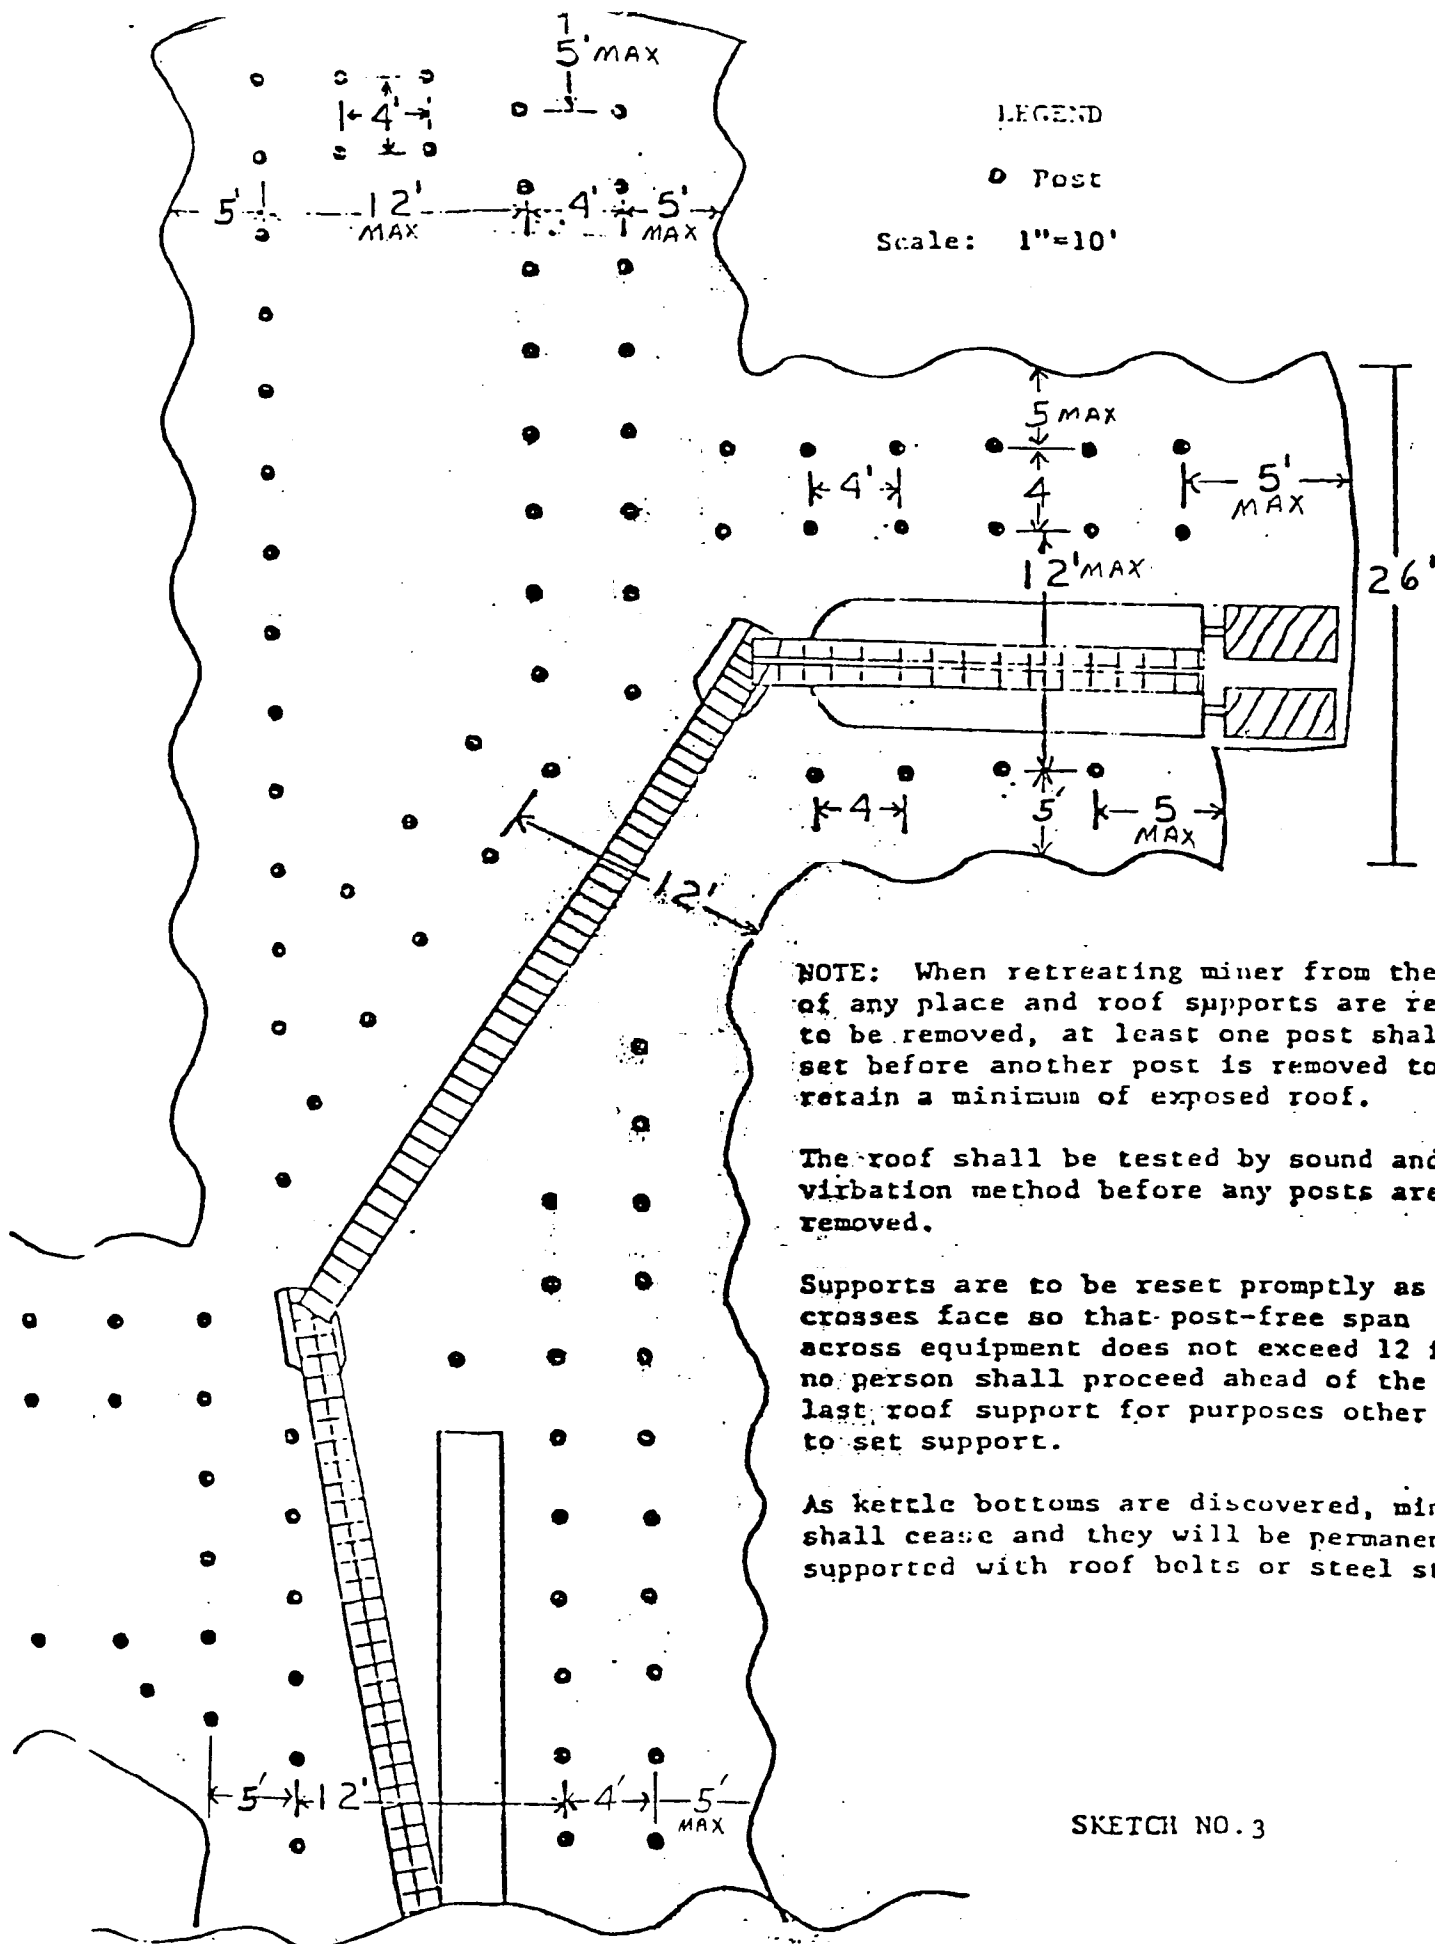 5' MAX
4'
5'
12'
MAX
4'
5'
MAX
LEGEND
Post
Scale: 1"=10'
5 MAX
4'
4
5'
MAX
12' MAX
26'
4
5'
5
MAX
12'
NOTE: When retreating miner from the
of any place and roof supports are
to be removed, at least one post
set before another post is removed to
retain a minimum of exposed roof.
The roof shall be tested by sound and
virbation method before any posts are
removed.
Supports are to be reset promptly as
crosses face so that post-free span
across equipment does not exceed 12
no person shall proceed ahead of the
last roof support for purposes other
to set support.
As kettle bottoms are discovered,
shall cease and they will be
supported with roof bolts or steel
5'
12'
4'
5'
MAX
SKETCH NO.3